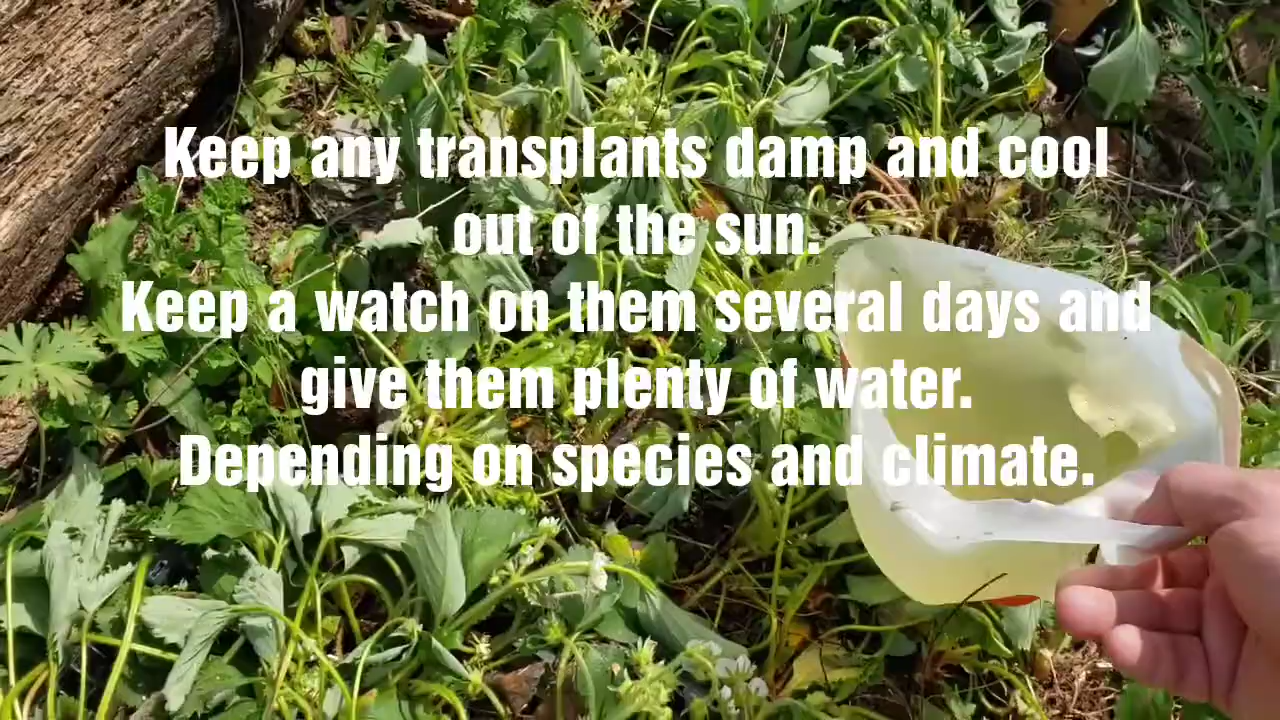 Keep any transplants damp and cool
out of the sun.
Keep a watch on them several days and
give them plenty of water.
Depending on species and climate.